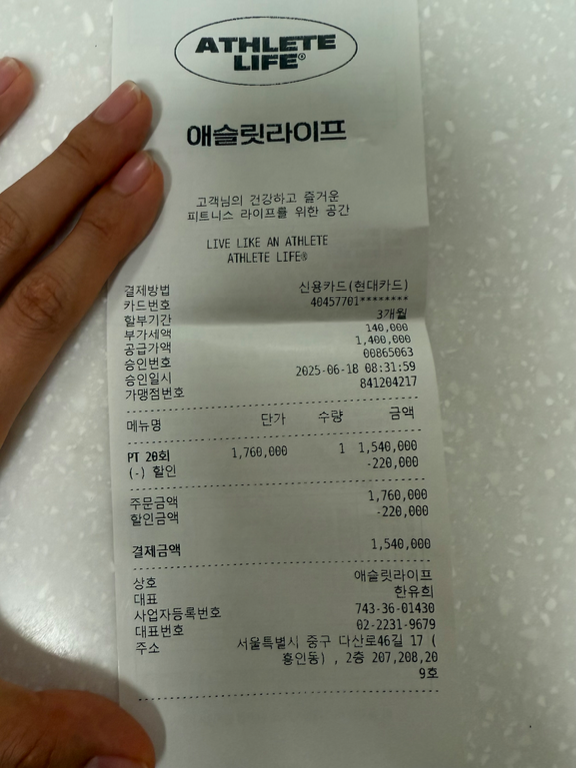 ATHLETE
LIFE®
애슬릿라이프
고객님의 건강하고 즐거운
피트니스 라이프를 위한 공간
LIVE LIKE AN ATHLETE
ATHLETE LIFE®
결제방법 신용카드(현대카드)
카드번호 40457701********
할부기간 3개월
부가세액 140,000
공급가액 1,400,000
승인번호 00865063
승인일시 2025-06-18 08:31:59
가맹점번호 841204217
메뉴명 단가 수량 금액
PT 20회 1,760,000 1 1,540,000
(-) 할인 -220,000
주문금액 1,760,000
할인금액 -220,000
결제금액 1,540,000
상호 애슬릿라이프
대표 한유희
사업자등록번호 743-36-01430
대표번호 02-2231-9679
주소 서울특별시 중구 다산로46길 17 (
흥인동) , 2층 207,208,20
9호